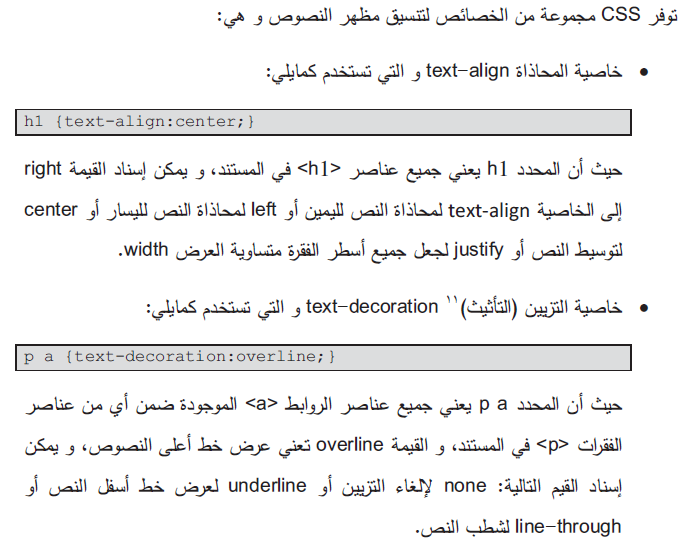 توفر CSS مجموعة من الخصائص لتنسيق مظهر النصوص و هي:
• خاصية المحاذاة text-align و التي تستخدم كمايلي:
h1 {text-align:center;}
حيث أن المحدد h1 يعني جميع عناصر <h1> في المستند، و يمكن إسناد القيمة right
إلى الخاصية text-align لمحاذاة النص لليمين أو left لمحاذاة النص لليسار أو center
لتوسيط النص أو justify لجعل جميع أسطر الفقرة متساوية العرض width.
• خاصية التزيين (التأثيث)١١ text-decoration و التي تستخدم كمايلي:
p a {text-decoration:overline;}
حيث أن المحدد p a يعني جميع عناصر الروابط <a> الموجودة ضمن أي من عناصر
الفقرات <p> في المستند، و القيمة overline تعني عرض خط أعلى النصوص، و يمكن
إسناد القيم التالية: none لإلغاء التزيين أو underline لعرض خط أسفل النص أو
line-through لشطب النص.